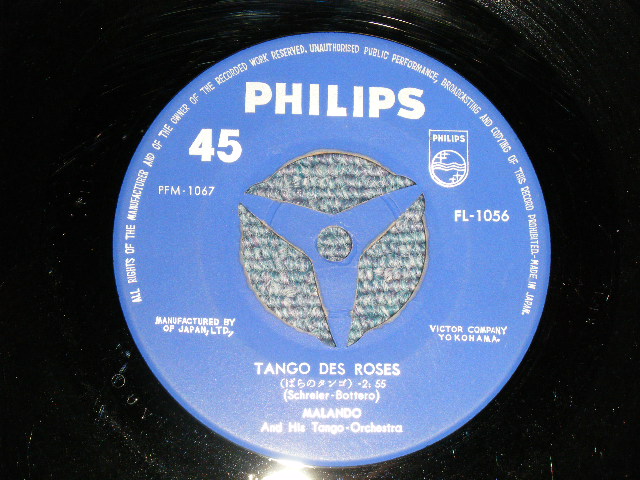 ALL RIGHTS OF THE MANUFACTURER AND OF THE OWNER OF THE RECORDED WORK RESERVED. UNAUTHORISED PUBLIC PERFORMANCE, BROADCASTING AND COPYING OF THIS RECORD PROHIBITED-MADE IN JAPAN.
PHILIPS
45
PHILIPS
PFM-1067
FL-1056
MANUFACTURED BY VICTOR COMPANY
OF JAPAN, LTD., YOKOHAMA.
TANGO DES ROSES
(ばらのタンゴ) -2:55
(Schreier-Bottero)
MALANDO
And His Tango-Orchestra